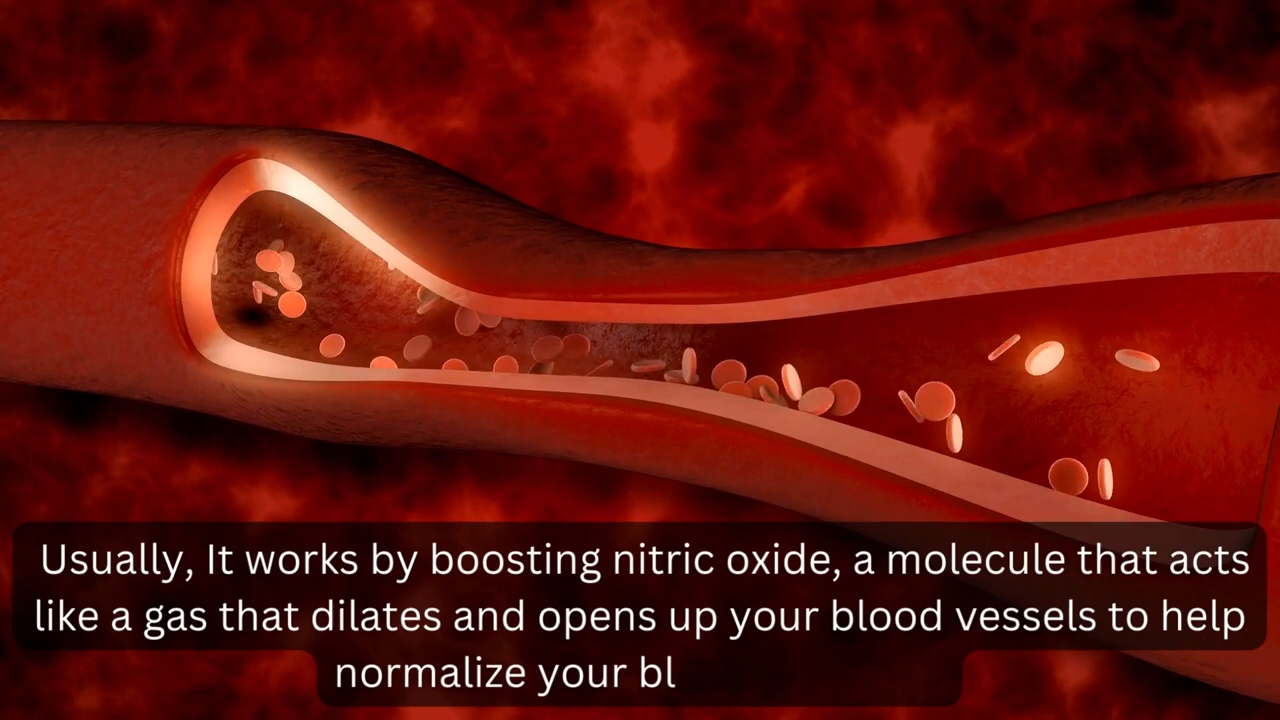 Usually, It works by boosting nitric oxide, a molecule that acts
like a gas that dilates and opens up your blood vessels to help
normalize your bl